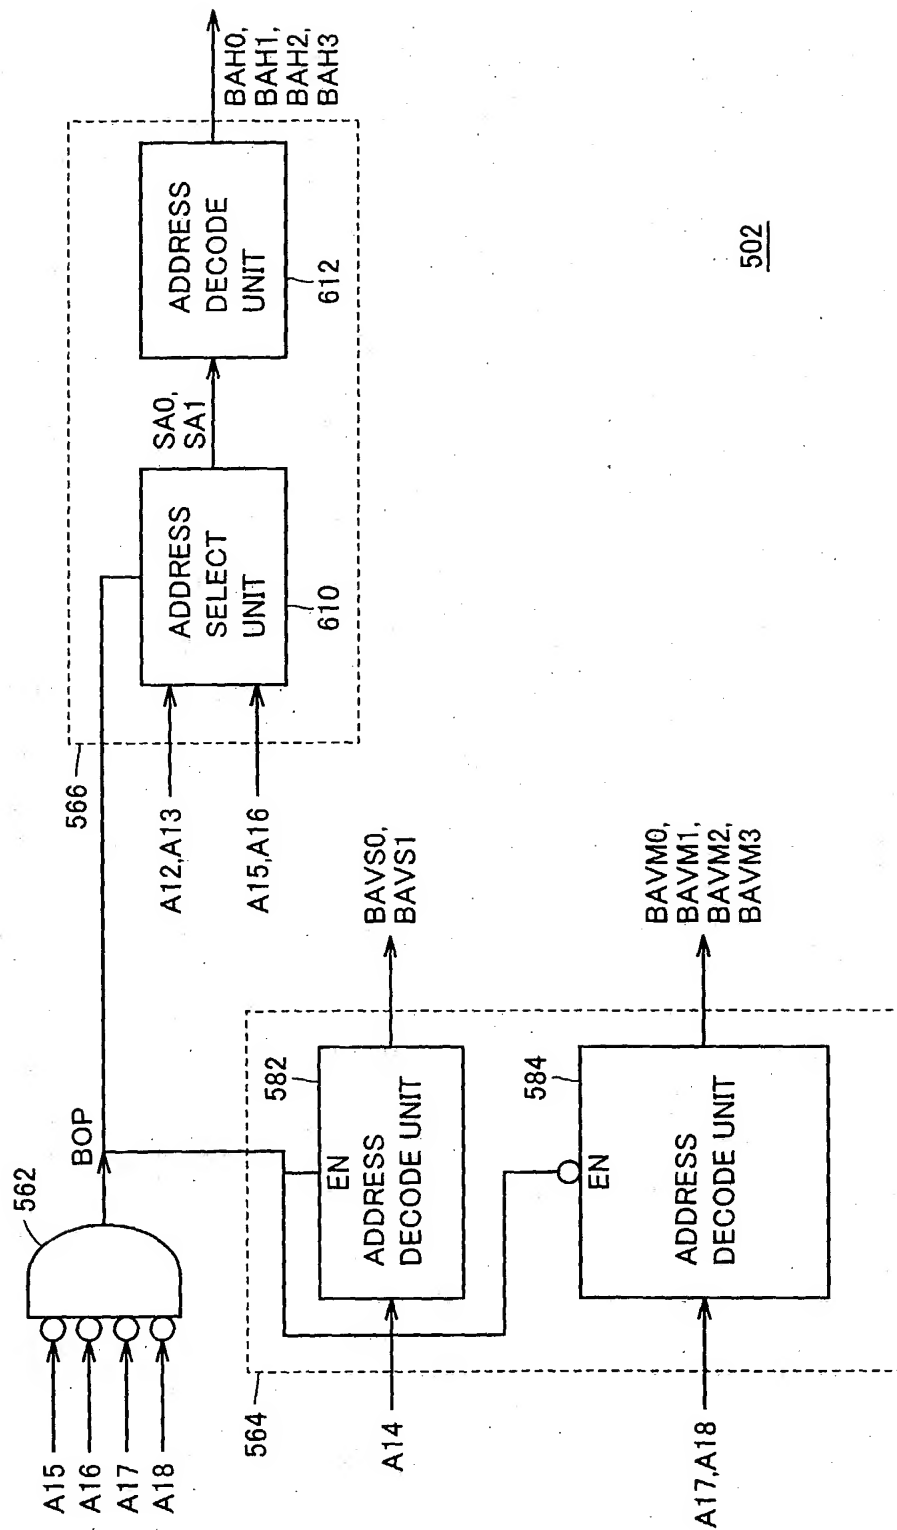 A15
A16
A17
A18
562
BOP
566
A12,A13
A15,A16
ADDRESS
SELECT
UNIT
610
SA0,
SA1
ADDRESS
DECODE
UNIT
612
BAH0,
BAH1,
BAH2,
BAH3
564
A14
EN
ADDRESS
DECODE UNIT
582
BAVS0,
BAVS1
A17,A18
EN
ADDRESS
DECODE UNIT
584
BAVM0,
BAVM1,
BAVM2,
BAVM3
502